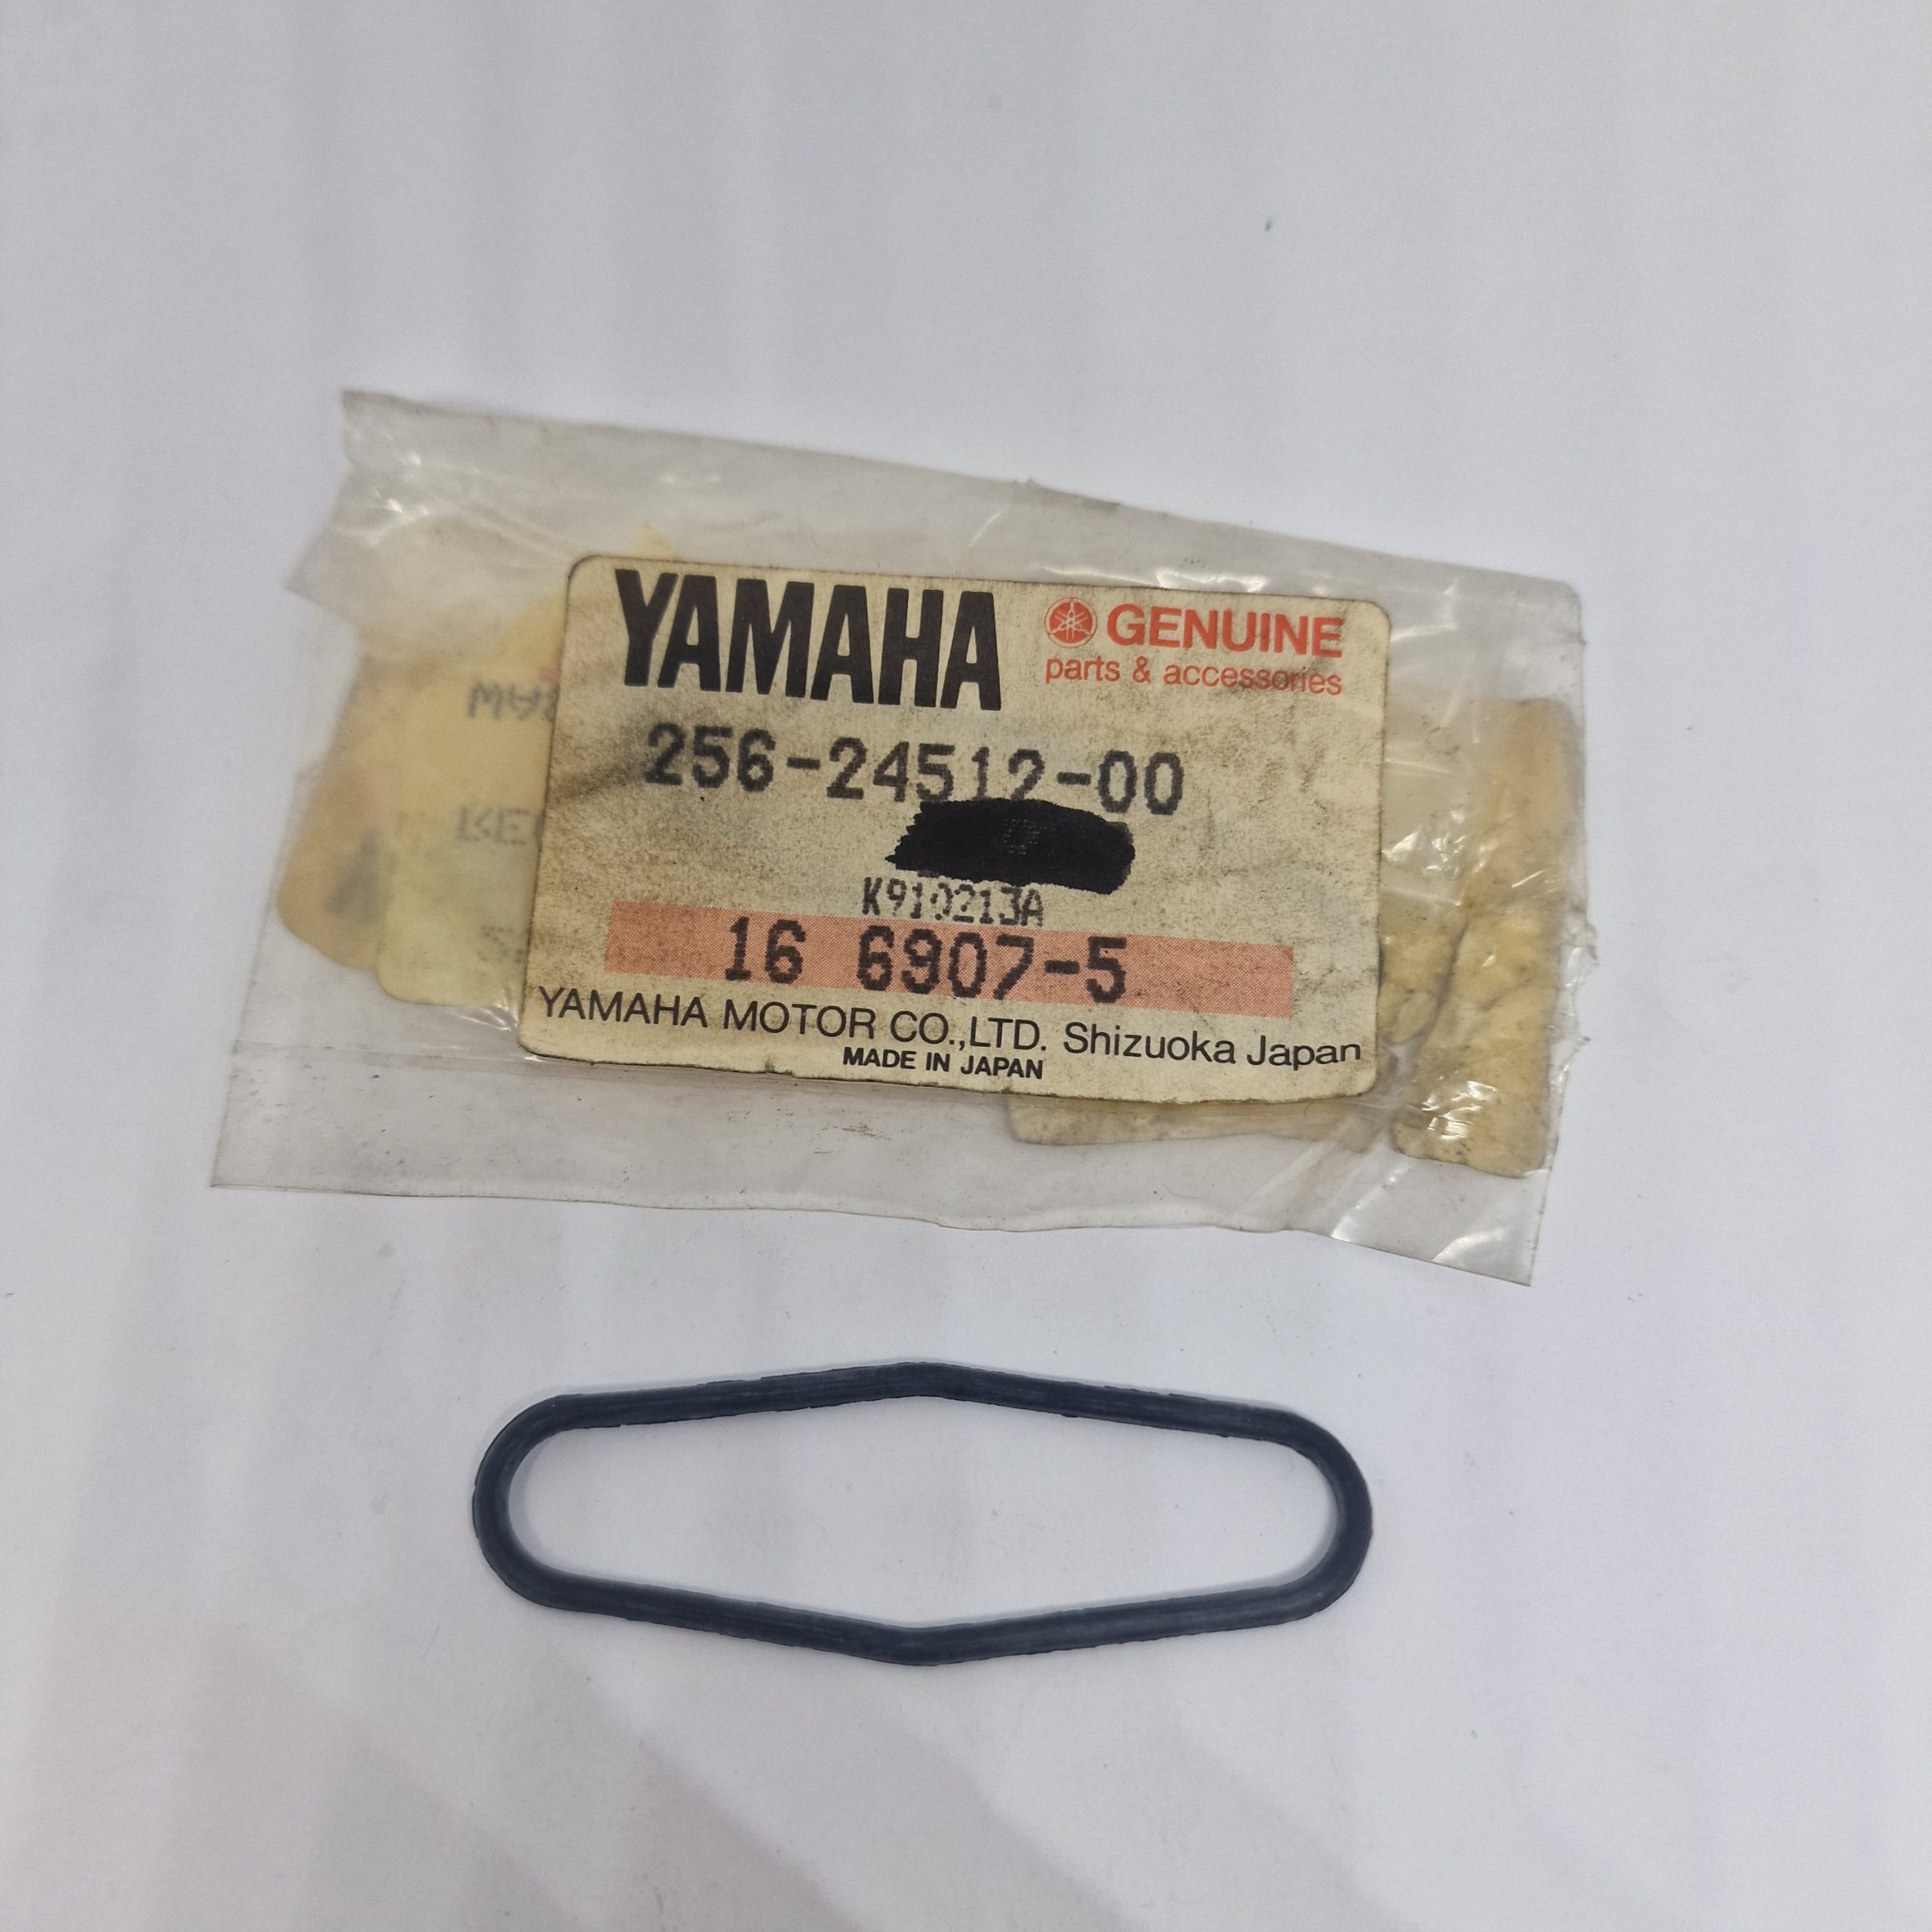 YAMAHA
GENUINE
parts & accessories
256-24512-00
K910213A
16 6907-5
YAMAHA MOTOR CO.,LTD. Shizuoka Japan
MADE IN JAPAN